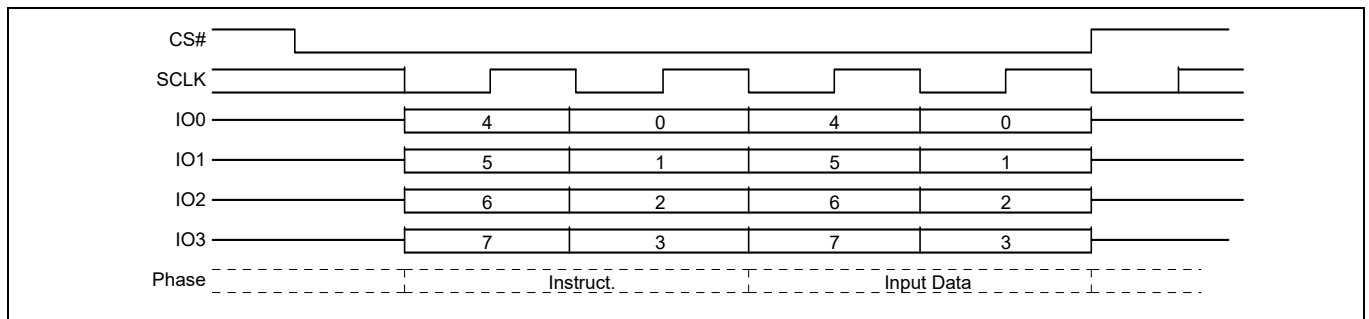 CS#
SCLK
IO0 4 0 4 0
IO1 5 1 5 1
IO2 6 2 6 2
IO3 7 3 7 3
Phase Instruct. Input Data